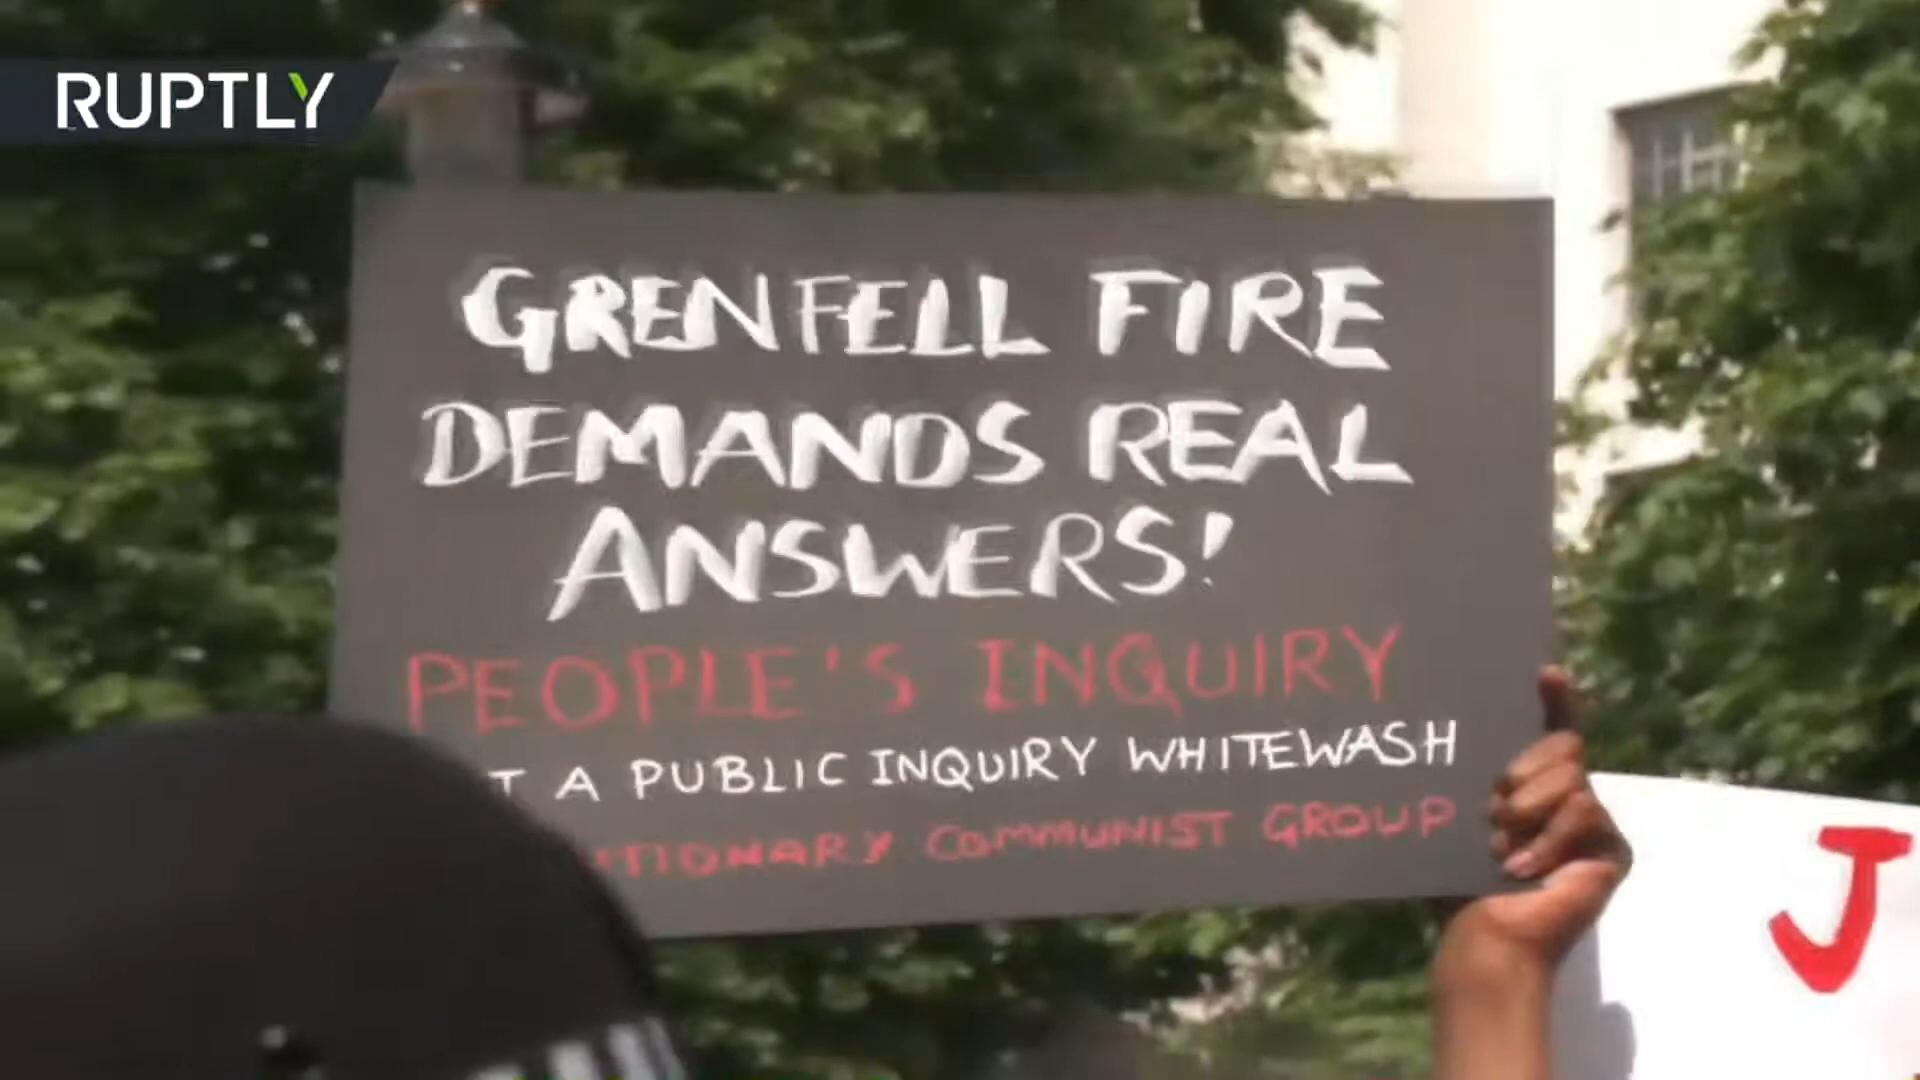 RUPTLY
GRENFELL FIRE
DEMANDS REAL
ANSWERS!
PEOPLE'S INQUIRY
A PUBLIC INQUIRY WHITEWASH
COMMUNIST GROUP
J